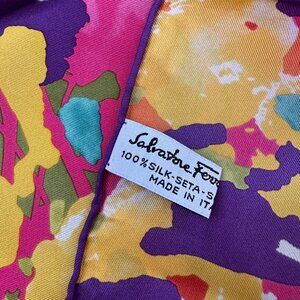 Salvatore Ferr
100% SILK-SETA-S
MADE IN IT